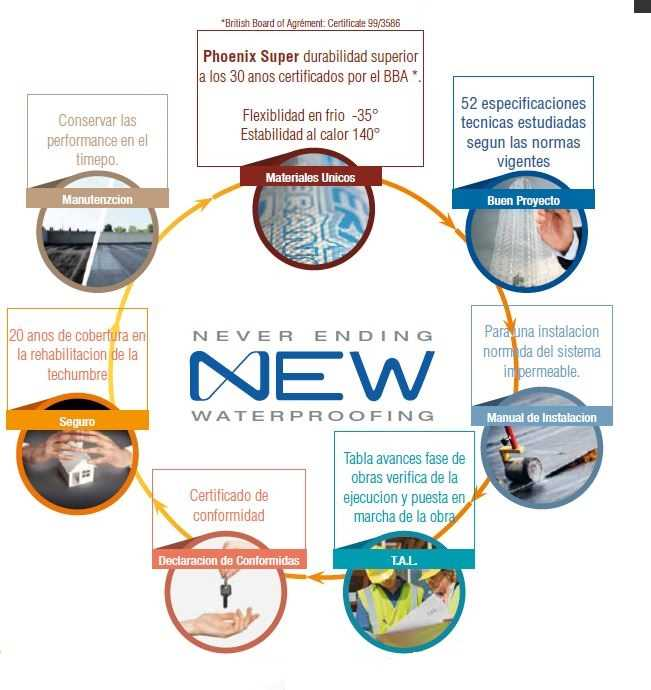 *British Board of Agrément: Certificate 99/3586
Phoenix Super durabilidad superior
a los 30 anos certificados por el BBA *.
Flexiblidad en frio -35°
Estabilidad al calor 140°
Materiales Unicos
52 especificaciones
tecnicas estudiadas
segun las normas
vigentes
Buen Proyecto
Para una instalacion
normada del sistema
impermeable.
Manual de Instalacion
Tabla avances fase de
obras verifica de la
ejecucion y puesta en
marcha de la obra
T.A.L.
Certificado de
conformidad
Declaracion de Conformidas
20 anos de cobertura en
la rehabilitacion de la
techumbre
Seguro
Conservar las
performance en el
timepo.
Manutenzcion
NEVER ENDING
NEW
WATERPROOFING